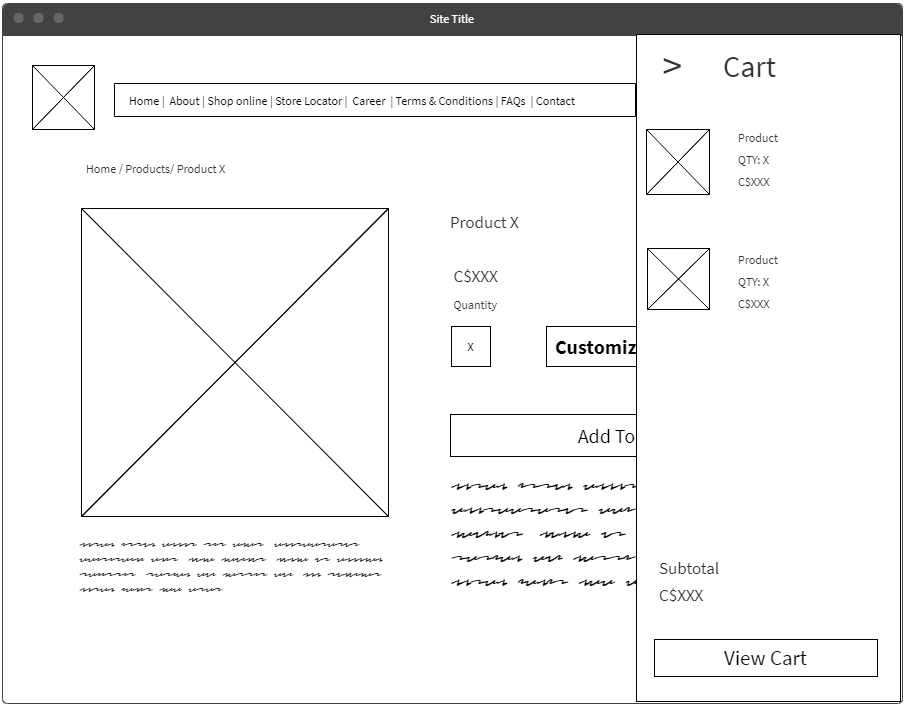 Site Title
> Cart
Home | About | Shop online | Store Locator | Career | Terms & Conditions | FAQs | Contact
Home / Products/ Product X
Product X
C$XXX
Quantity
X
Customiz
Add To
Product
QTY: X
C$XXX
Product
QTY: X
C$XXX
Subtotal
C$XXX
View Cart